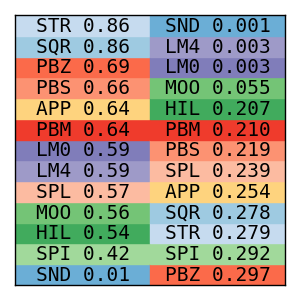 STR 0.86 SND 0.001
SQR 0.86 LM4 0.003
PBZ 0.69 LM0 0.003
PBS 0.66 MOO 0.055
APP 0.64 HIL 0.207
PBM 0.64 PBM 0.210
LM0 0.59 PBS 0.219
LM4 0.59 SPL 0.239
SPL 0.57 APP 0.254
MOO 0.56 SQR 0.278
HIL 0.54 STR 0.279
SPI 0.42 SPI 0.292
SND 0.01 PBZ 0.297